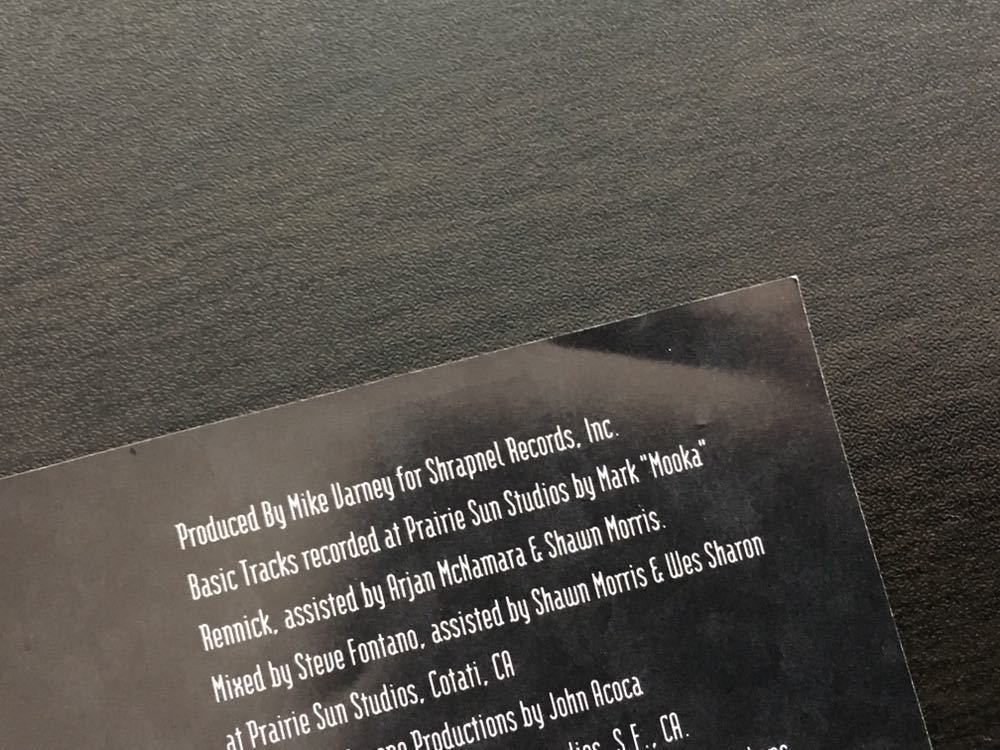 Produced By Mike Varney for Shrapnel Records, Inc.
Basic Tracks recorded at Prairie Sun Studios by Mark "Mooka"
Rennick, assisted by Arjan McNamara & Shawn Morris.
Mixed by Steve Fontano, assisted by Shawn Morris & Wes Sharon
at Prairie Sun Studios, Cotati, CA
Productions by John Acoca
S.F., CA.